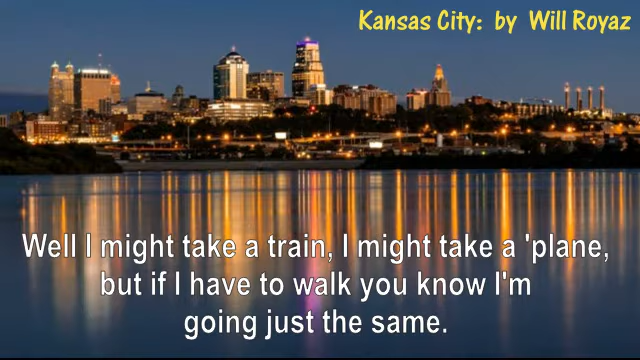 Kansas City:  by  Will Royaz
Well I might take a train, I might take a 'plane,
but if I have to walk you know I'm
going just the same.